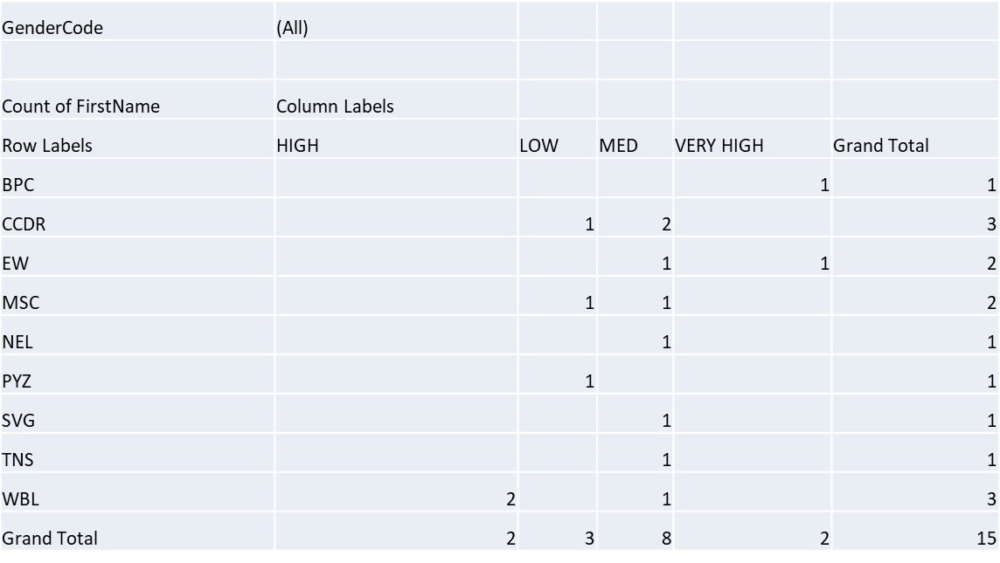 GenderCode (All)
Count of FirstName Column Labels
Row Labels HIGH LOW MED VERY HIGH Grand Total
BPC 1 1
CCDR 1 2 3
EW 1 1 2
MSC 1 1 2
NEL 1 1
PYZ 1 1
SVG 1 1
TNS 1 1
WBL 2 1 3
Grand Total 2 3 8 2 15